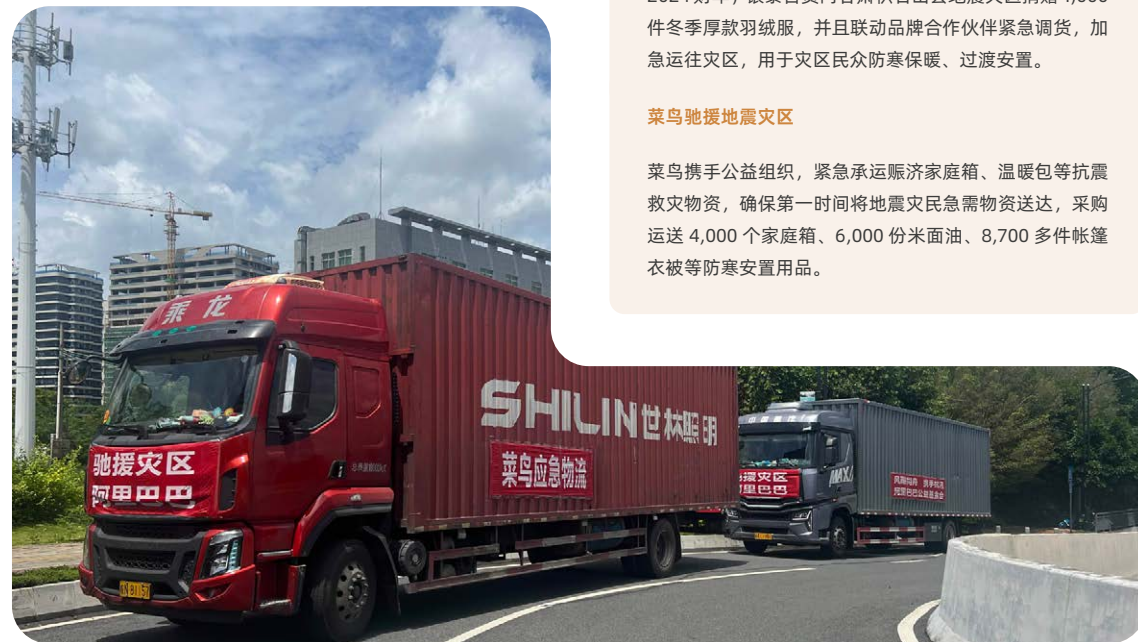 件冬季厚款羽绒服，并且联动品牌合作伙伴紧急调货，加
急运往灾区，用于灾区民众防寒保暖、过渡安置。
菜鸟驰援地震灾区
菜鸟携手公益组织，紧急承运赈济家庭箱、温暖包等抗震
救灾物资，确保第一时间将地震灾民急需物资送达，采购
运送 4,000 个家庭箱、6,000 份米面油、8,700 多件帐篷
衣被等防寒安置用品。
乘龙
SHILIN世林照明
菜鸟应急物流
驰援灾区
阿里巴巴
81157
援灾区
里巴巴